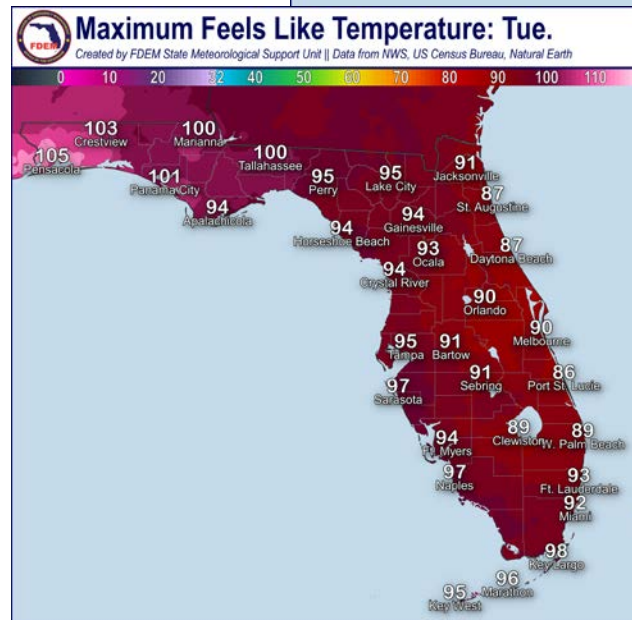 Maximum Feels Like Temperature: Tue.
FDEM
Created by FDEM State Meteorological Support Unit || Data from NWS, US Census Bureau, Natural Earth
0 10 20 32 40 50 60 70 80 90 100 110
103
Crestview
100
Marianna
105
Pensacola
101
Panama City
100
Tallahassee
94
Apalachicola
95
Perry
95
Lake City
91
Jacksonville
87
St. Augustine
94
Horseshoe Beach
94
Gainesville
93
Ocala
87
Daytona Beach
94
Crystal River
90
Orlando
90
Melbourne
95
Tampa
91
Bartow
91
Sebring
86
Port St. Lucie
97
Sarasota
94
Ft. Myers
89
Clewiston
89
W. Palm Beach
97
Naples
93
Ft. Lauderdale
92
Miami
98
Key Largo
96
Marathon
95
Key West